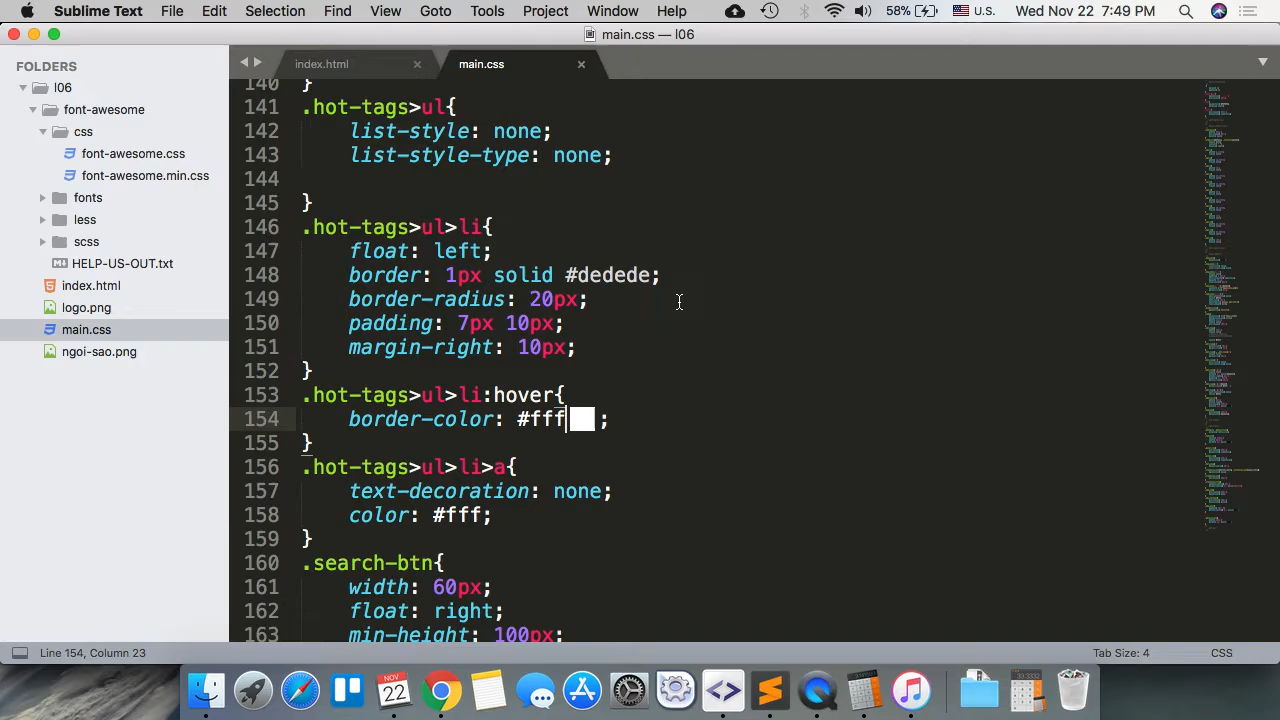 Sublime Text File Edit Selection Find View Goto Tools Project Window Help 58% U.S. Wed Nov 22 7:49 PM
main.css — l06
FOLDERS
l06
font-awesome
css
font-awesome.css
font-awesome.min.css
fonts
less
scss
HELP-US-OUT.txt
index.html
logo.png
main.css
ngoi-sao.png
index.html main.css
140 }
141 .hot-tags>ul{
142 list-style: none;
143 list-style-type: none;
144
145 }
146 .hot-tags>ul>li{
147 float: left;
148 border: 1px solid #dedede;
149 border-radius: 20px;
150 padding: 7px 10px;
151 margin-right: 10px;
152 }
153 .hot-tags>ul>li:hover{
154 border-color: #fff ;
155 }
156 .hot-tags>ul>li>a{
157 text-decoration: none;
158 color: #fff;
159 }
160 .search-btn{
161 width: 60px;
162 float: right;
163 min-height: 100px;
Line 154, Column 23 Tab Size: 4 CSS
NOV
22